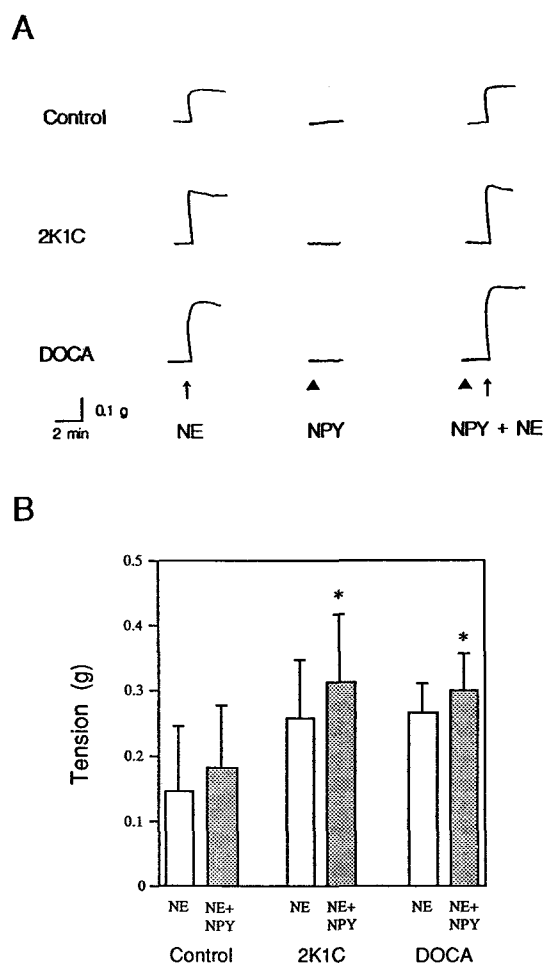 A
Control
2K1C
DOCA
0.1 g
2 min
NE NPY NPY + NE
B
0.5
0.4
0.3
0.2
0.1
0
Tension (g)
* *
NE NE+ NE NE+ NE NE+
NPY NPY NPY
Control 2K1C DOCA